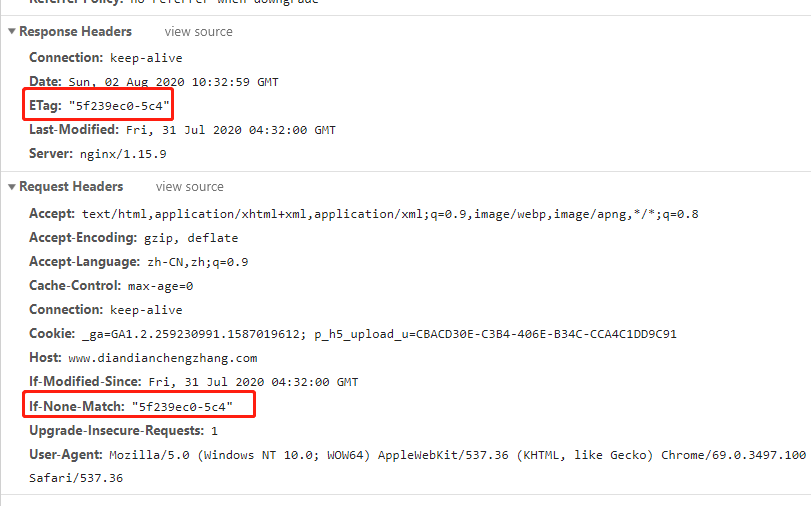 Referrer Policy: no-referrer-when-downgrade
Response Headers view source
Connection: keep-alive
Date: Sun, 02 Aug 2020 10:32:59 GMT
ETag: "5f239ec0-5c4"
Last-Modified: Fri, 31 Jul 2020 04:32:00 GMT
Server: nginx/1.15.9
Request Headers view source
Accept: text/html,application/xhtml+xml,application/xml;q=0.9,image/webp,image/apng,*/*;q=0.8
Accept-Encoding: gzip, deflate
Accept-Language: zh-CN,zh;q=0.9
Cache-Control: max-age=0
Connection: keep-alive
Cookie: _ga=GA1.2.259230991.1587019612; p_h5_upload_u=CBACD30E-C3B4-406E-B34C-CCA4C1DD9C91
Host: www.diandianchengzhang.com
If-Modified-Since: Fri, 31 Jul 2020 04:32:00 GMT
If-None-Match: "5f239ec0-5c4"
Upgrade-Insecure-Requests: 1
User-Agent: Mozilla/5.0 (Windows NT 10.0; WOW64) AppleWebKit/537.36 (KHTML, like Gecko) Chrome/69.0.3497.100
Safari/537.36